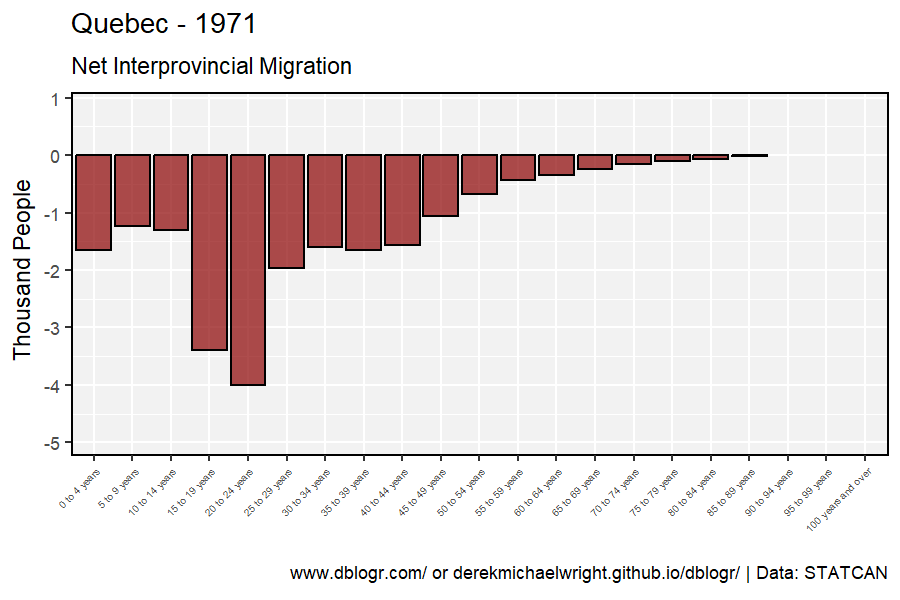 Quebec - 1971
Net Interprovincial Migration
Thousand People
1
0
-1
-2
-3
-4
-5
0 to 4 years
5 to 9 years
10 to 14 years
15 to 19 years
20 to 24 years
25 to 29 years
30 to 34 years
35 to 39 years
40 to 44 years
45 to 49 years
50 to 54 years
55 to 59 years
60 to 64 years
65 to 69 years
70 to 74 years
75 to 79 years
80 to 84 years
85 to 89 years
90 to 94 years
95 to 99 years
100 years and over
www.dblogr.com/ or derekmichaelwright.github.io/dblogr/ | Data: STATCAN